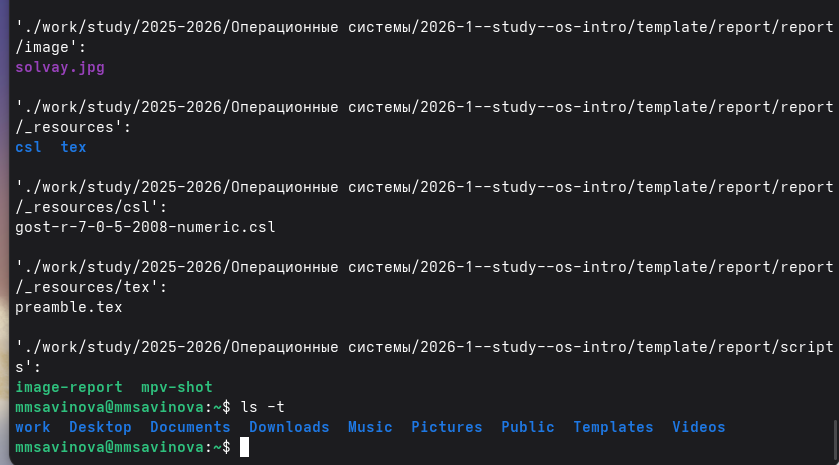 './work/study/2025-2026/Операционные системы/2026-1--study--os-intro/template/report/report
/image':
solvay.jpg
'./work/study/2025-2026/Операционные системы/2026-1--study--os-intro/template/report/report
/_resources':
csl  tex
'./work/study/2025-2026/Операционные системы/2026-1--study--os-intro/template/report/report
/_resources/csl':
gost-r-7-0-5-2008-numeric.csl
'./work/study/2025-2026/Операционные системы/2026-1--study--os-intro/template/report/report
/_resources/tex':
preamble.tex
'./work/study/2025-2026/Операционные системы/2026-1--study--os-intro/template/report/script
s':
image-report  mpv-shot
mmsavinova@mmsavinova:~$ ls -t
work  Desktop  Documents  Downloads  Music  Pictures  Public  Templates  Videos
mmsavinova@mmsavinova:~$